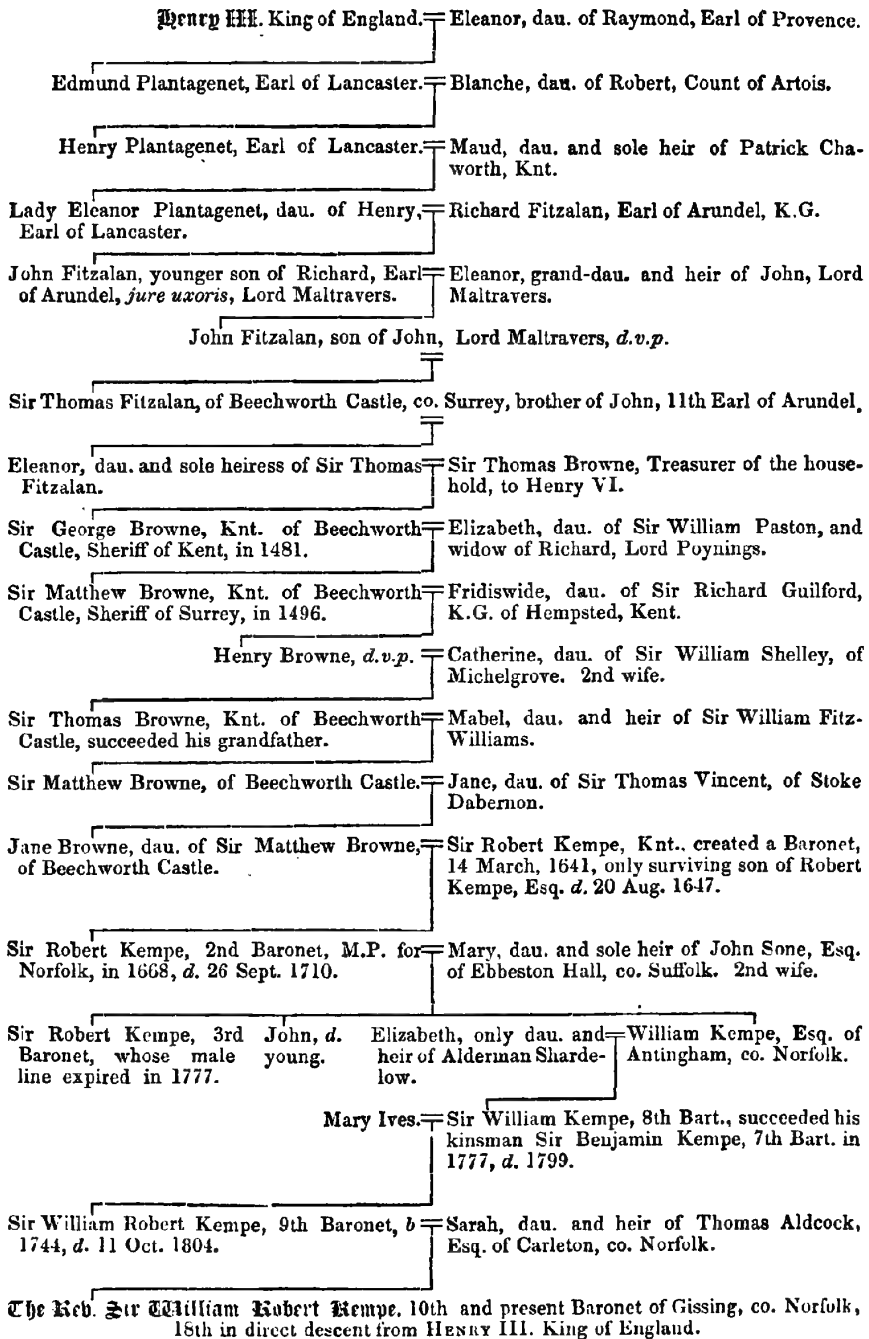 Henry III. King of England. Eleanor, dau. of Raymond, Earl of Provence.
Edmund Plantagenet, Earl of Lancaster. Blanche, dau. of Robert, Count of Artois.
Henry Plantagenet, Earl of Lancaster. Maud, dau. and sole heir of Patrick Cha-
worth, Knt.
Lady Eleanor Plantagenet, dau. of Henry,
Earl of Lancaster.
Richard Fitzalan, Earl of Arundel, K.G.
John Fitzalan, younger son of Richard, Earl
of Arundel, jure uxoris, Lord Maltravers.
Eleanor, grand-dau. and heir of John, Lord
Maltravers.
John Fitzalan, son of John, Lord Maltravers, d.v.p.
Sir Thomas Fitzalan, of Beechworth Castle, co. Surrey, brother of John, 11th Earl of Arundel.
Eleanor, dau. and sole heiress of Sir Thomas
Fitzalan.
Sir Thomas Browne, Treasurer of the house-
hold, to Henry VI.
Sir George Browne, Knt. of Beechworth
Castle, Sheriff of Kent, in 1481.
Elizabeth, dau. of Sir William Paston, and
widow of Richard, Lord Poynings.
Sir Matthew Browne, Knt. of Beechworth
Castle, Sheriff of Surrey, in 1496.
Fridiswide, dau. of Sir Richard Guilford,
K.G. of Hempsted, Kent.
Henry Browne, d.v.p.
Catherine, dau. of Sir William Shelley, of
Michelgrove. 2nd wife.
Sir Thomas Browne, Knt. of Beechworth
Castle, succeeded his grandfather.
Mabel, dau. and heir of Sir William Fitz-
Williams.
Sir Matthew Browne, of Beechworth Castle.
Jane, dau. of Sir Thomas Vincent, of Stoke
Dabernon.
Jane Browne, dau. of Sir Matthew Browne,
of Beechworth Castle.
Sir Robert Kempe, Knt., created a Baronet,
14 March, 1641, only surviving son of Robert
Kempe, Esq. d. 20 Aug. 1647.
Sir Robert Kempe, 2nd Baronet, M.P. for
Norfolk, in 1668, d. 26 Sept. 1710.
Mary, dau. and sole heir of John Sone, Esq.
of Ebbeston Hall, co. Suffolk. 2nd wife.
Sir Robert Kempe, 3rd
Baronet, whose male
line expired in 1777.
John, d.
young.
Elizabeth, only dau. and
heir of Alderman Sharde-
low.
William Kempe, Esq. of
Antingham, co. Norfolk.
Mary Ives.
Sir William Kempe, 8th Bart., succeeded his
kinsman Sir Benjamin Kempe, 7th Bart. in
1777, d. 1799.
Sir William Robert Kempe, 9th Baronet, b
1744, d. 11 Oct. 1804.
Sarah, dau. and heir of Thomas Aldcock,
Esq. of Carleton, co. Norfolk.
The Reb. Sir William Robert Kempe, 10th and present Baronet of Gissing, co. Norfolk,
18th in direct descent from HENRY III. King of England.